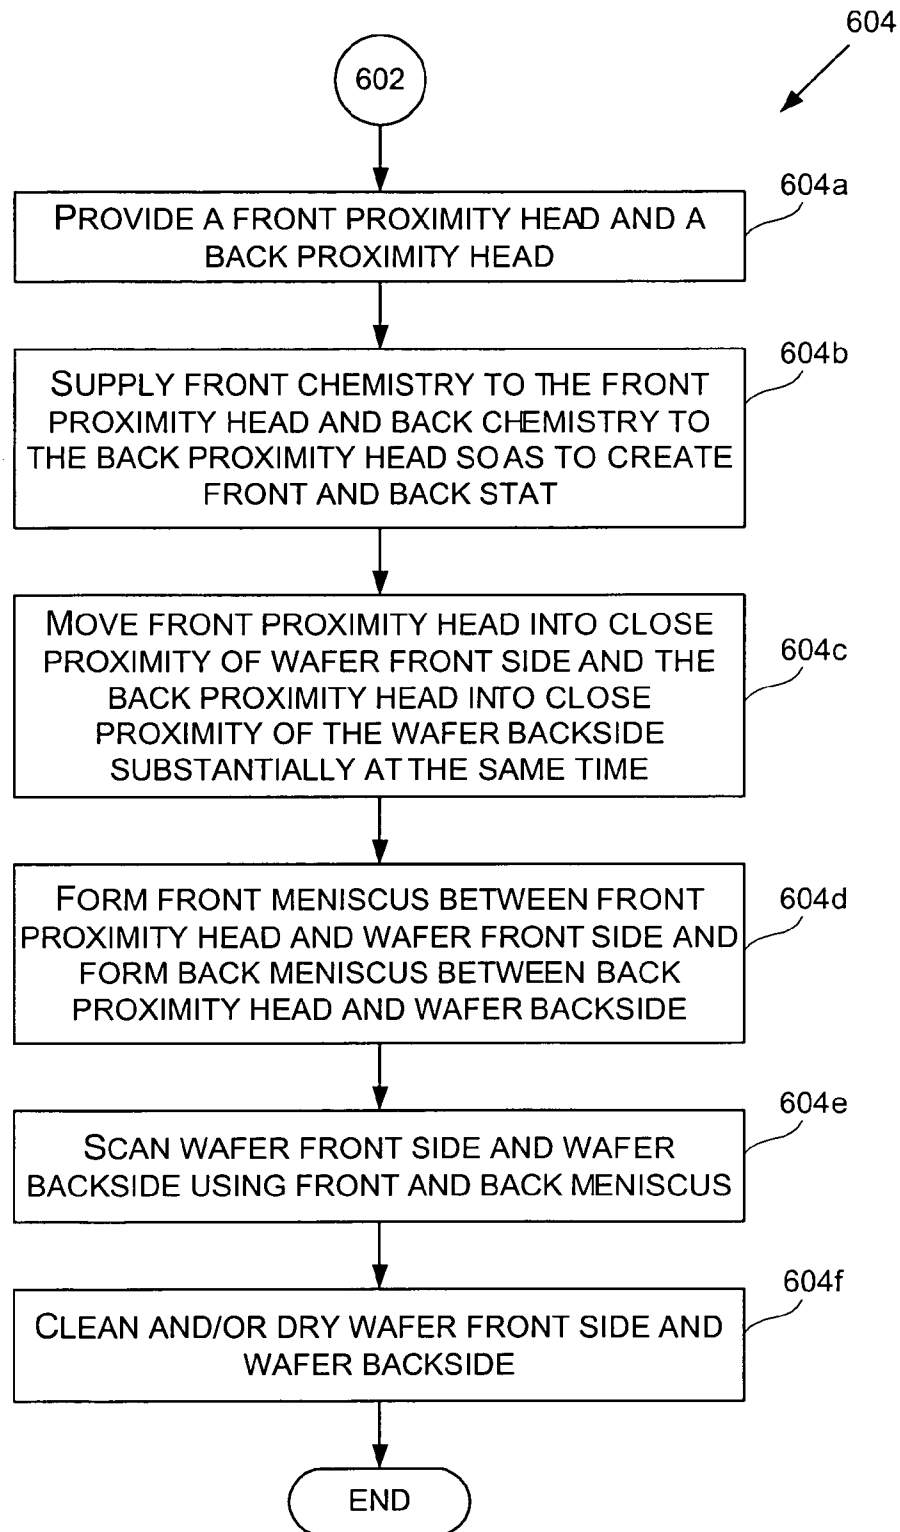 604
602
604a
PROVIDE A FRONT PROXIMITY HEAD AND A
BACK PROXIMITY HEAD
604b
SUPPLY FRONT CHEMISTRY TO THE FRONT
PROXIMITY HEAD AND BACK CHEMISTRY TO
THE BACK PROXIMITY HEAD SO AS TO CREATE
FRONT AND BACK STAT
604c
MOVE FRONT PROXIMITY HEAD INTO CLOSE
PROXIMITY OF WAFER FRONT SIDE AND THE
BACK PROXIMITY HEAD INTO CLOSE
PROXIMITY OF THE WAFER BACKSIDE
SUBSTANTIALLY AT THE SAME TIME
604d
FORM FRONT MENISCUS BETWEEN FRONT
PROXIMITY HEAD AND WAFER FRONT SIDE AND
FORM BACK MENISCUS BETWEEN BACK
PROXIMITY HEAD AND WAFER BACKSIDE
604e
SCAN WAFER FRONT SIDE AND WAFER
BACKSIDE USING FRONT AND BACK MENISCUS
604f
CLEAN AND/OR DRY WAFER FRONT SIDE AND
WAFER BACKSIDE
END